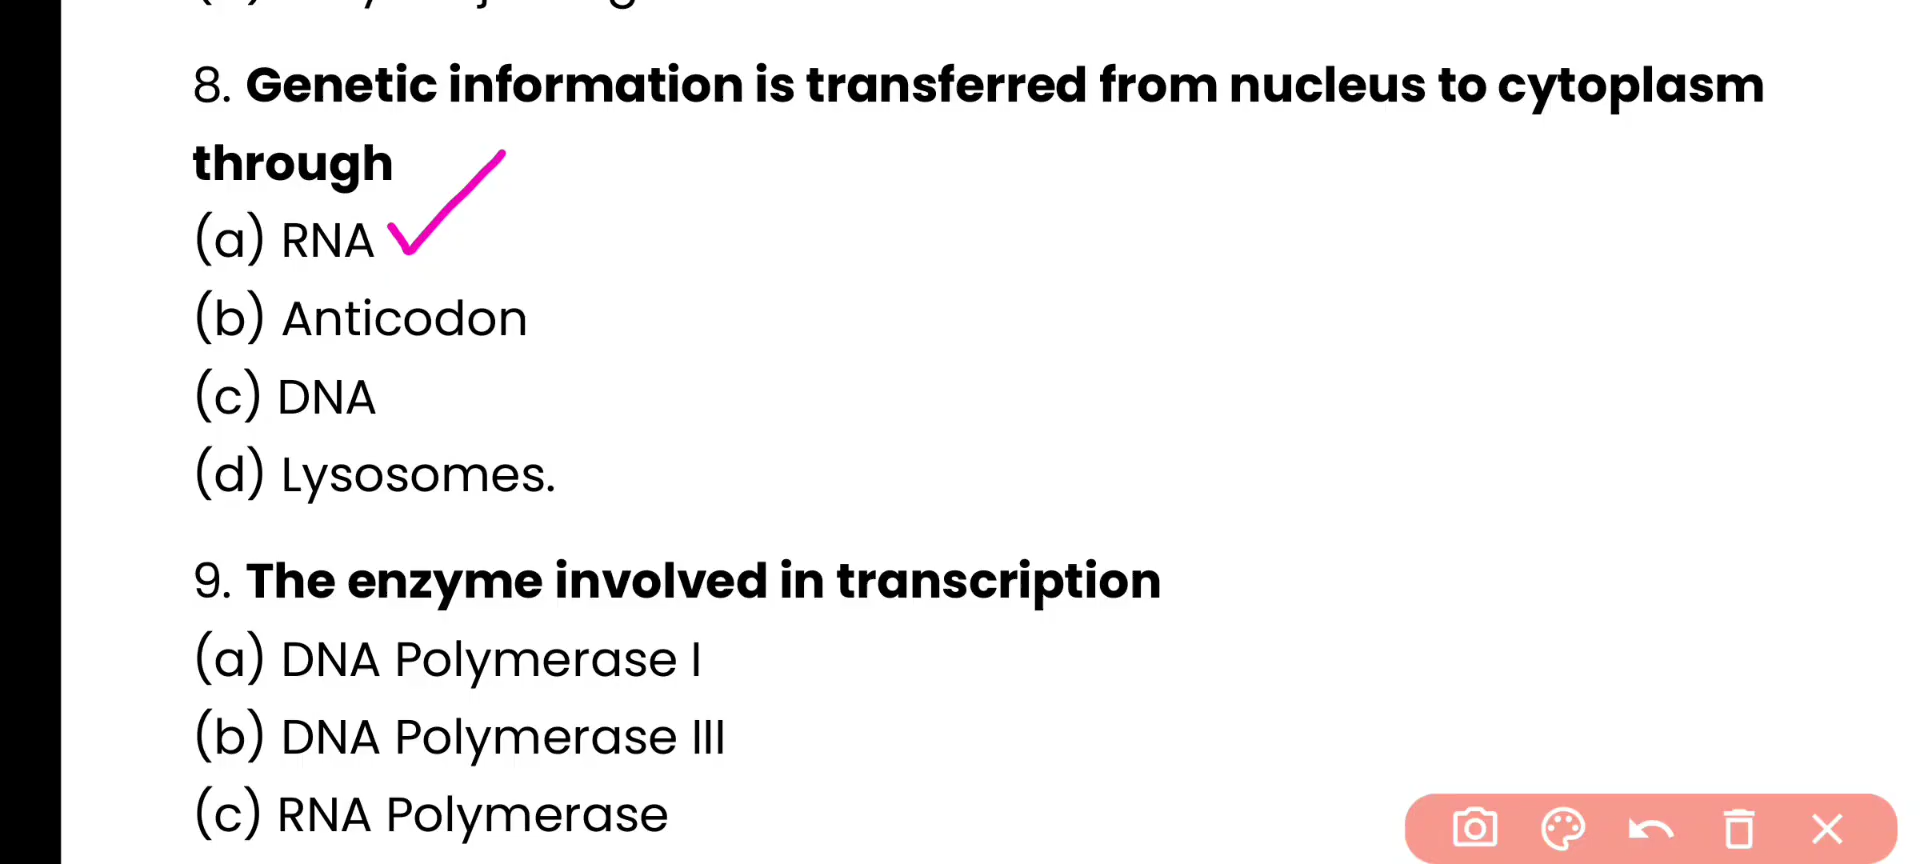 8. Genetic information is transferred from nucleus to cytoplasm
through
(a) RNA
(b) Anticodon
(c) DNA
(d) Lysosomes.
9. The enzyme involved in transcription
(a) DNA Polymerase I
(b) DNA Polymerase III
(c) RNA Polymerase